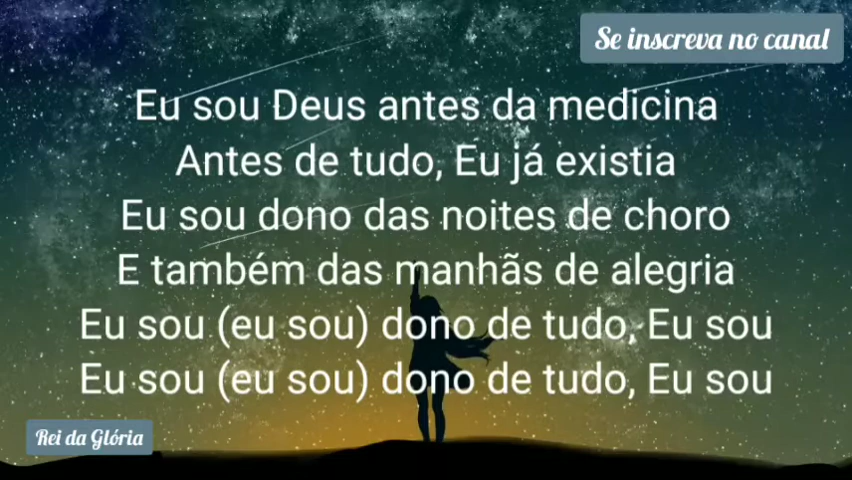 Se inscreva no canal
Eu sou Deus antes da medicina
Antes de tudo, Eu já existia
Eu sou dono das noites de choro
E também das manhãs de alegria
Eu sou (eu sou) dono de tudo, Eu sou
Eu sou (eu sou) dono de tudo, Eu sou
Rei da Glória